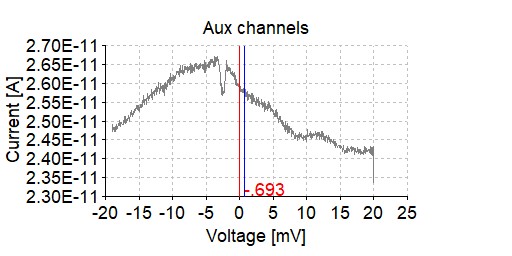 Aux channels
Current [A]
2.70E-11
2.65E-11
2.60E-11
2.55E-11
2.50E-11
2.45E-11
2.40E-11
2.35E-11
2.30E-11
-.693
-20 -15 -10 -5 0 5 10 15 20 25
Voltage [mV]